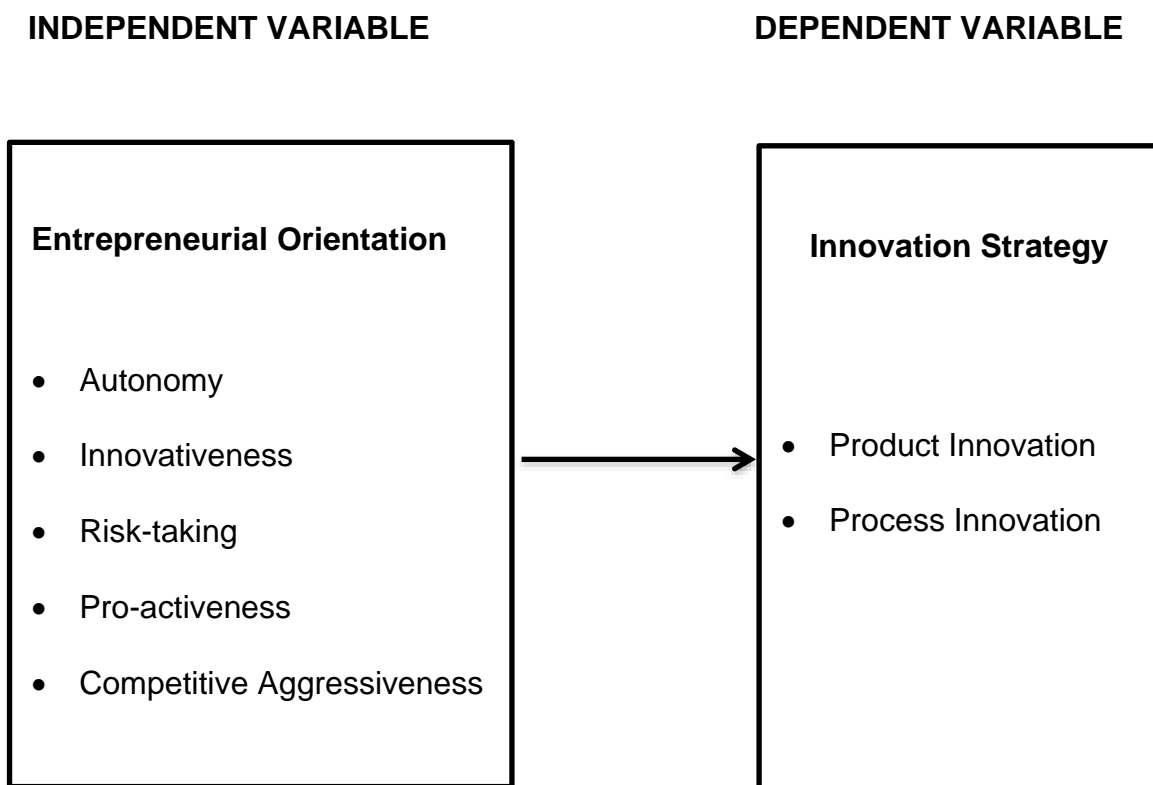 INDEPENDENT VARIABLE
DEPENDENT VARIABLE
Entrepreneurial Orientation
• Autonomy
• Innovativeness
• Risk-taking
• Pro-activeness
• Competitive Aggressiveness
Innovation Strategy
• Product Innovation
• Process Innovation